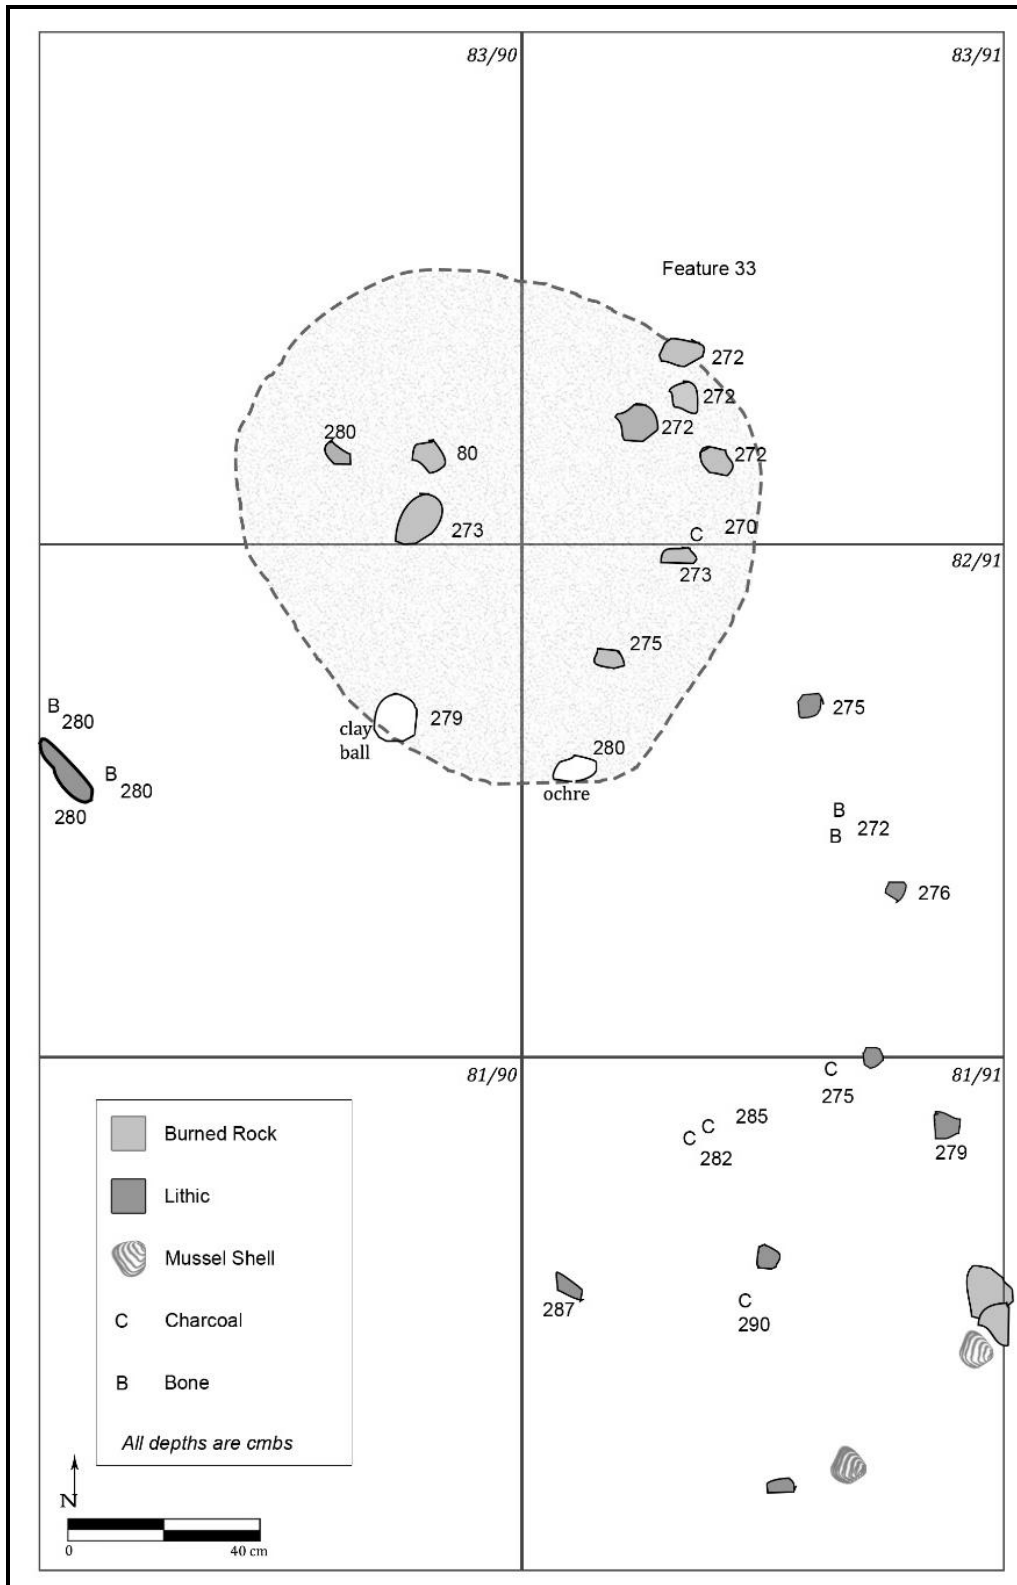 83/90
83/91
Feature 33
272
272
272
280
80
272
273
270
C
82/91
273
275
B
280
275
279
clay
ball
280
B
280
280
ochre
B
272
B
276
81/90
81/91
C
275
285
C
C
282
279
Burned Rock
Lithic
Mussel Shell
287
C
290
C Charcoal
B Bone
All depths are cmbs
N
0 40 cm